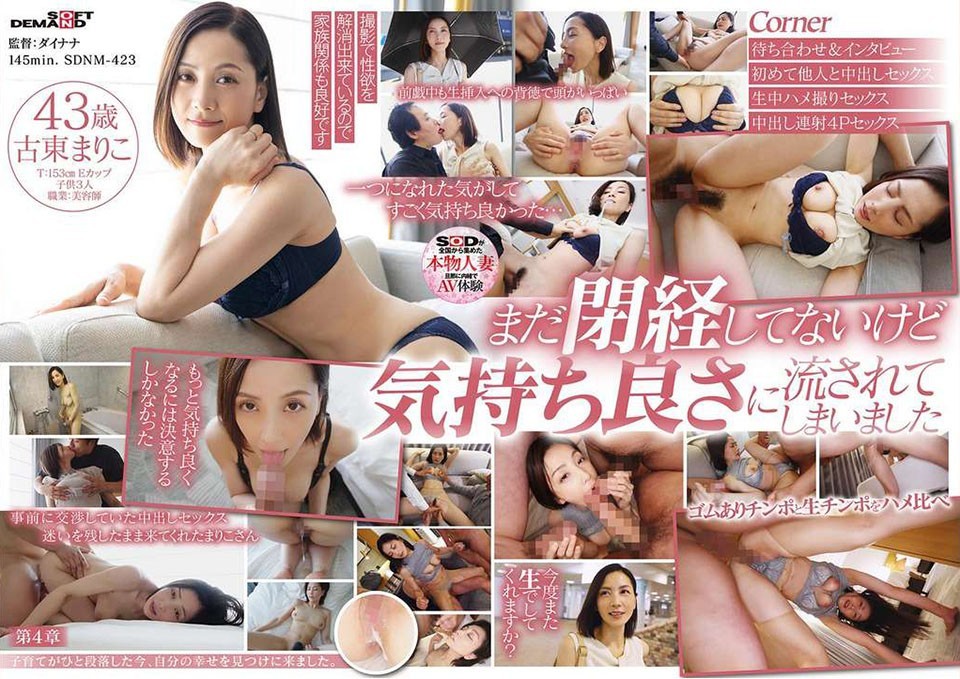 SOFT
DEMAND
監督:ダイナナ
145min. SDNM-423
43歳
古東まりこ
T:153cm Eカップ
子供3人
職業:美容師
撮影で性欲を
解消出来ているので
家族関係も良好です
前戯中も生挿入への背徳で頭がいっぱい
Corner
待ち合わせ&インタビュー
初めて他人と中出しセックス
生中ハメ撮りセックス
中出し連射4Pセックス
一つになれた気がして
すごく気持ち良かった…
SODが
全国から集めた
本物人妻
旦那に内緒で
AV体験
まだ閉経してないけど
気持ち良さに流されて
しまいました
もっと気持ち良く
なるには決意する
しかなかった
事前に交渉していた中出しセックス
迷いを残したまま来てくれたまりこさん
ゴムありチンポと生チンポをハメ比べ
今度また
生でして
くれますか?
第4章
子育てがひと段落した今、自分の幸せを見つけに来ました。